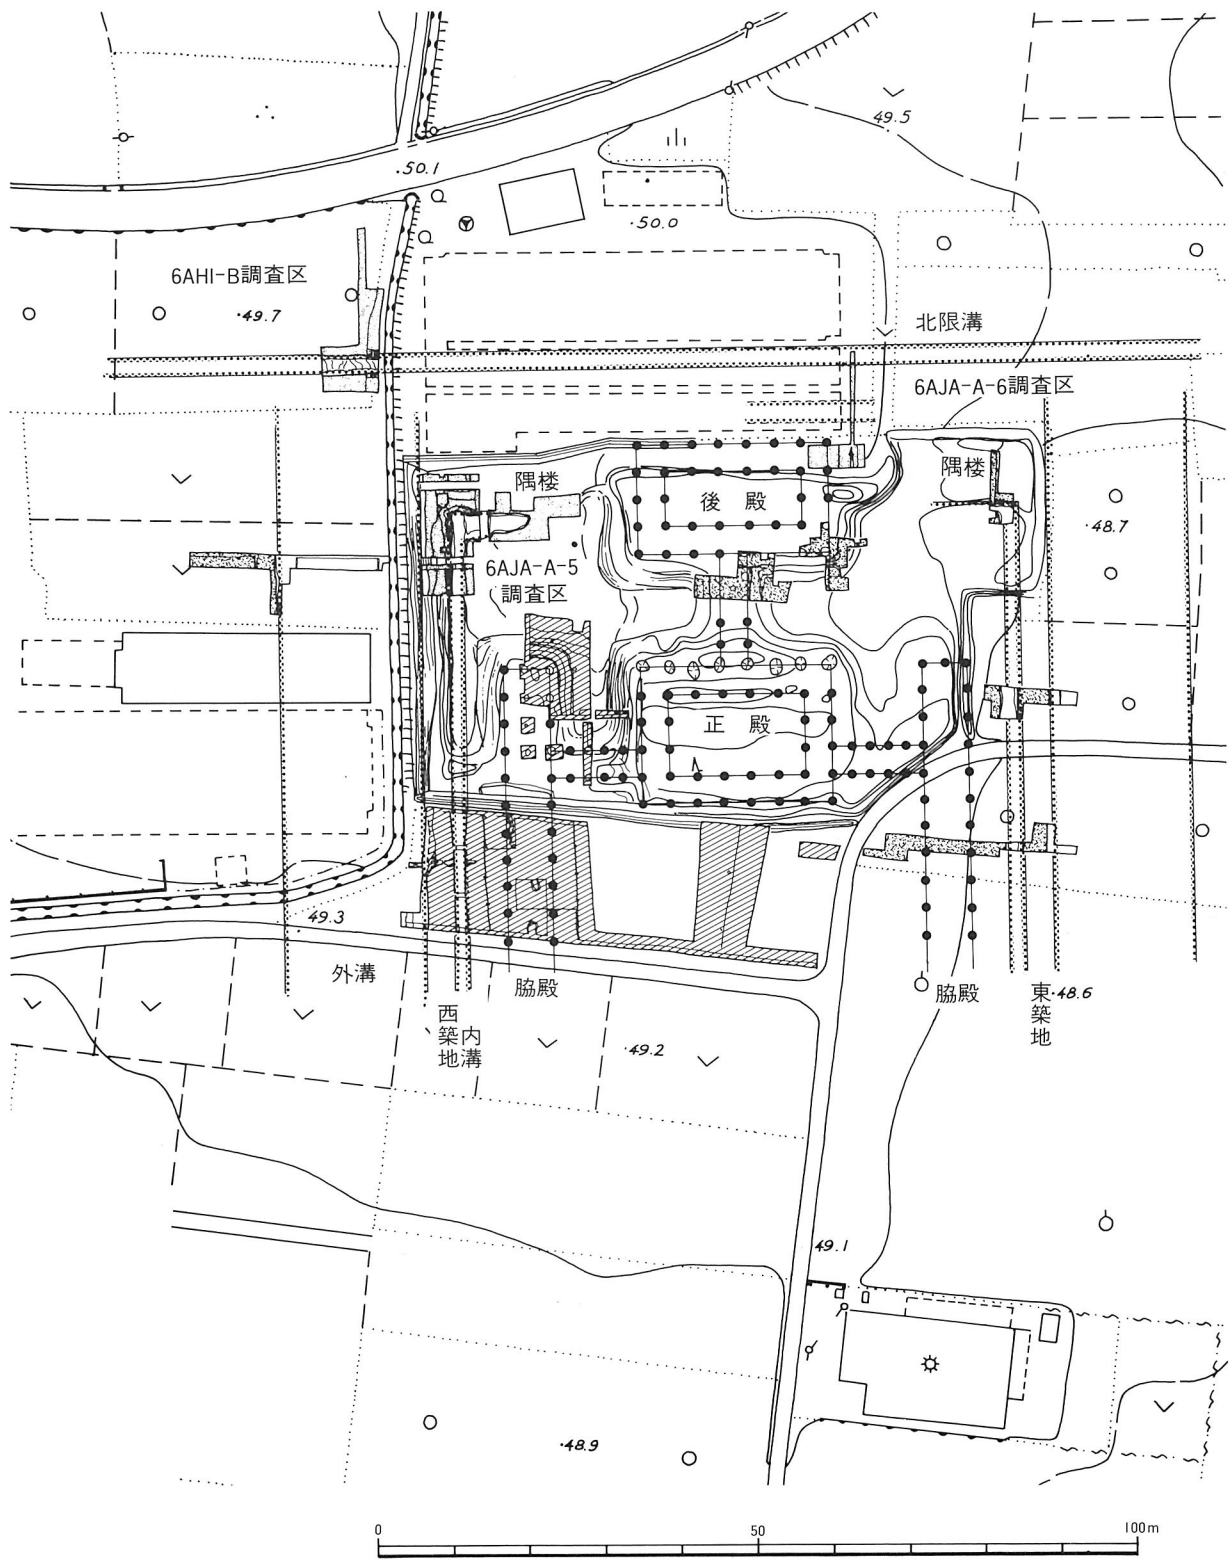 49.5
50.1
50.0
6AHI-B調査区
49.7
北限溝
6AJA-A-6調査区
隅楼
隅楼
後 殿
48.7
6AJA-A-5
調査区
正 殿
49.3
外溝
脇殿
脇殿
西築地
内溝
東築地
48.6
49.2
49.1
48.9
0
50
100m